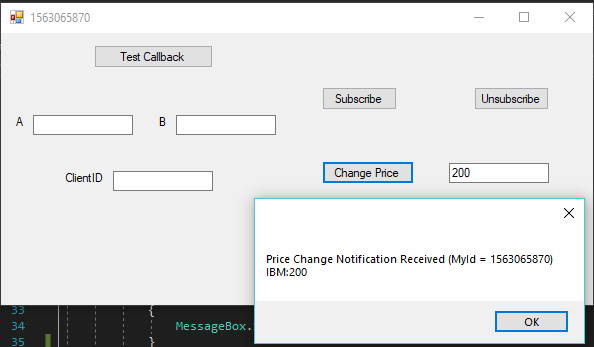 1563065870
Test Callback
Subscribe
Unsubscribe
A
B
ClientID
Change Price
200
Price Change Notification Received (MyId = 1563065870)
IBM:200
OK
33 {
34 MessageBox.
35 }